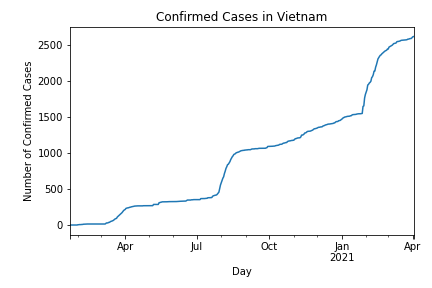 Confirmed Cases in Vietnam
Number of Confirmed Cases
2500
2000
1500
1000
500
0
Apr Jul Oct Jan Apr
2021
Day